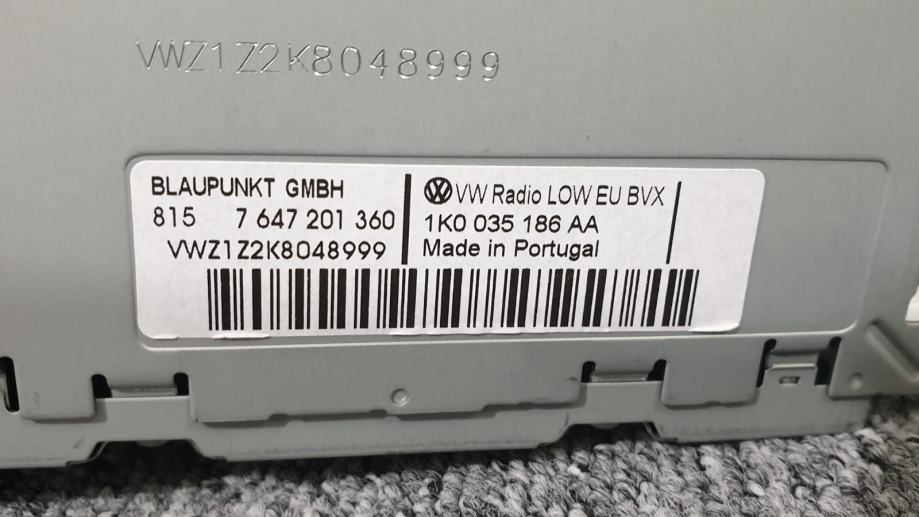 VWZ1Z2K8048999
BLAUPUNKT GMBH
815 7 647 201 360
VWZ1Z2K8048999
VW Radio LOW EU BVX
1K0 035 186 AA
Made in Portugal